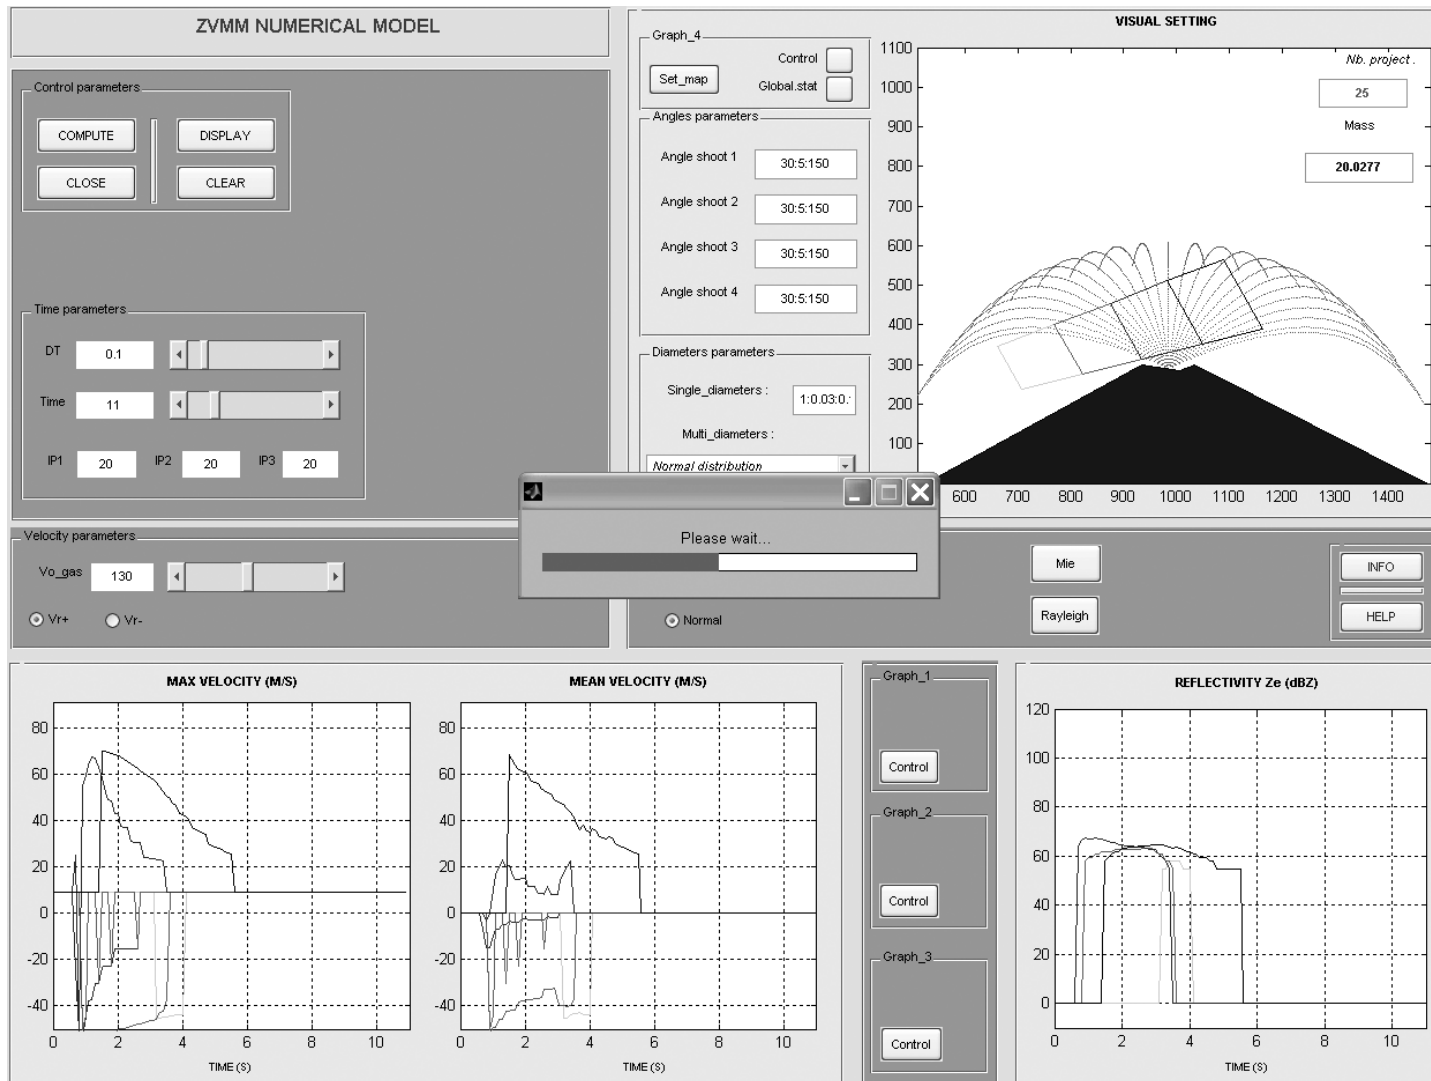 ZVMM NUMERICAL MODEL
Control parameters
COMPUTE
DISPLAY
CLOSE
CLEAR
Time parameters
DT
0.1
Time
11
IP1
20
IP2
20
IP3
20
Velocity parameters
Vo_gas
130
Vr+
Vr-
Graph_4
Set_map
Control
Global.stat
Angles parameters
Angle shoot 1
30:5:150
Angle shoot 2
30:5:150
Angle shoot 3
30:5:150
Angle shoot 4
30:5:150
Diameters parameters
Single_diameters :
1:0.03:0.
Multi_diameters :
Normal distribution
VISUAL SETTING
Nb. project .
25
Mass
20.0277
1100
1000
900
800
700
600
500
400
300
200
100
600 700 800 900 1000 1100 1200 1300 1400
Please wait...
Normal
Mie
Rayleigh
INFO
HELP
MAX VELOCITY (M/S)
80
60
40
20
0
-20
-40
0 2 4 6 8 10
TIME (S)
MEAN VELOCITY (M/S)
80
60
40
20
0
-20
-40
0 2 4 6 8 10
TIME (S)
Graph_1
Control
Graph_2
Control
Graph_3
Control
REFLECTIVITY Ze (dBZ)
120
100
80
60
40
20
0
0 2 4 6 8 10
TIME (S)